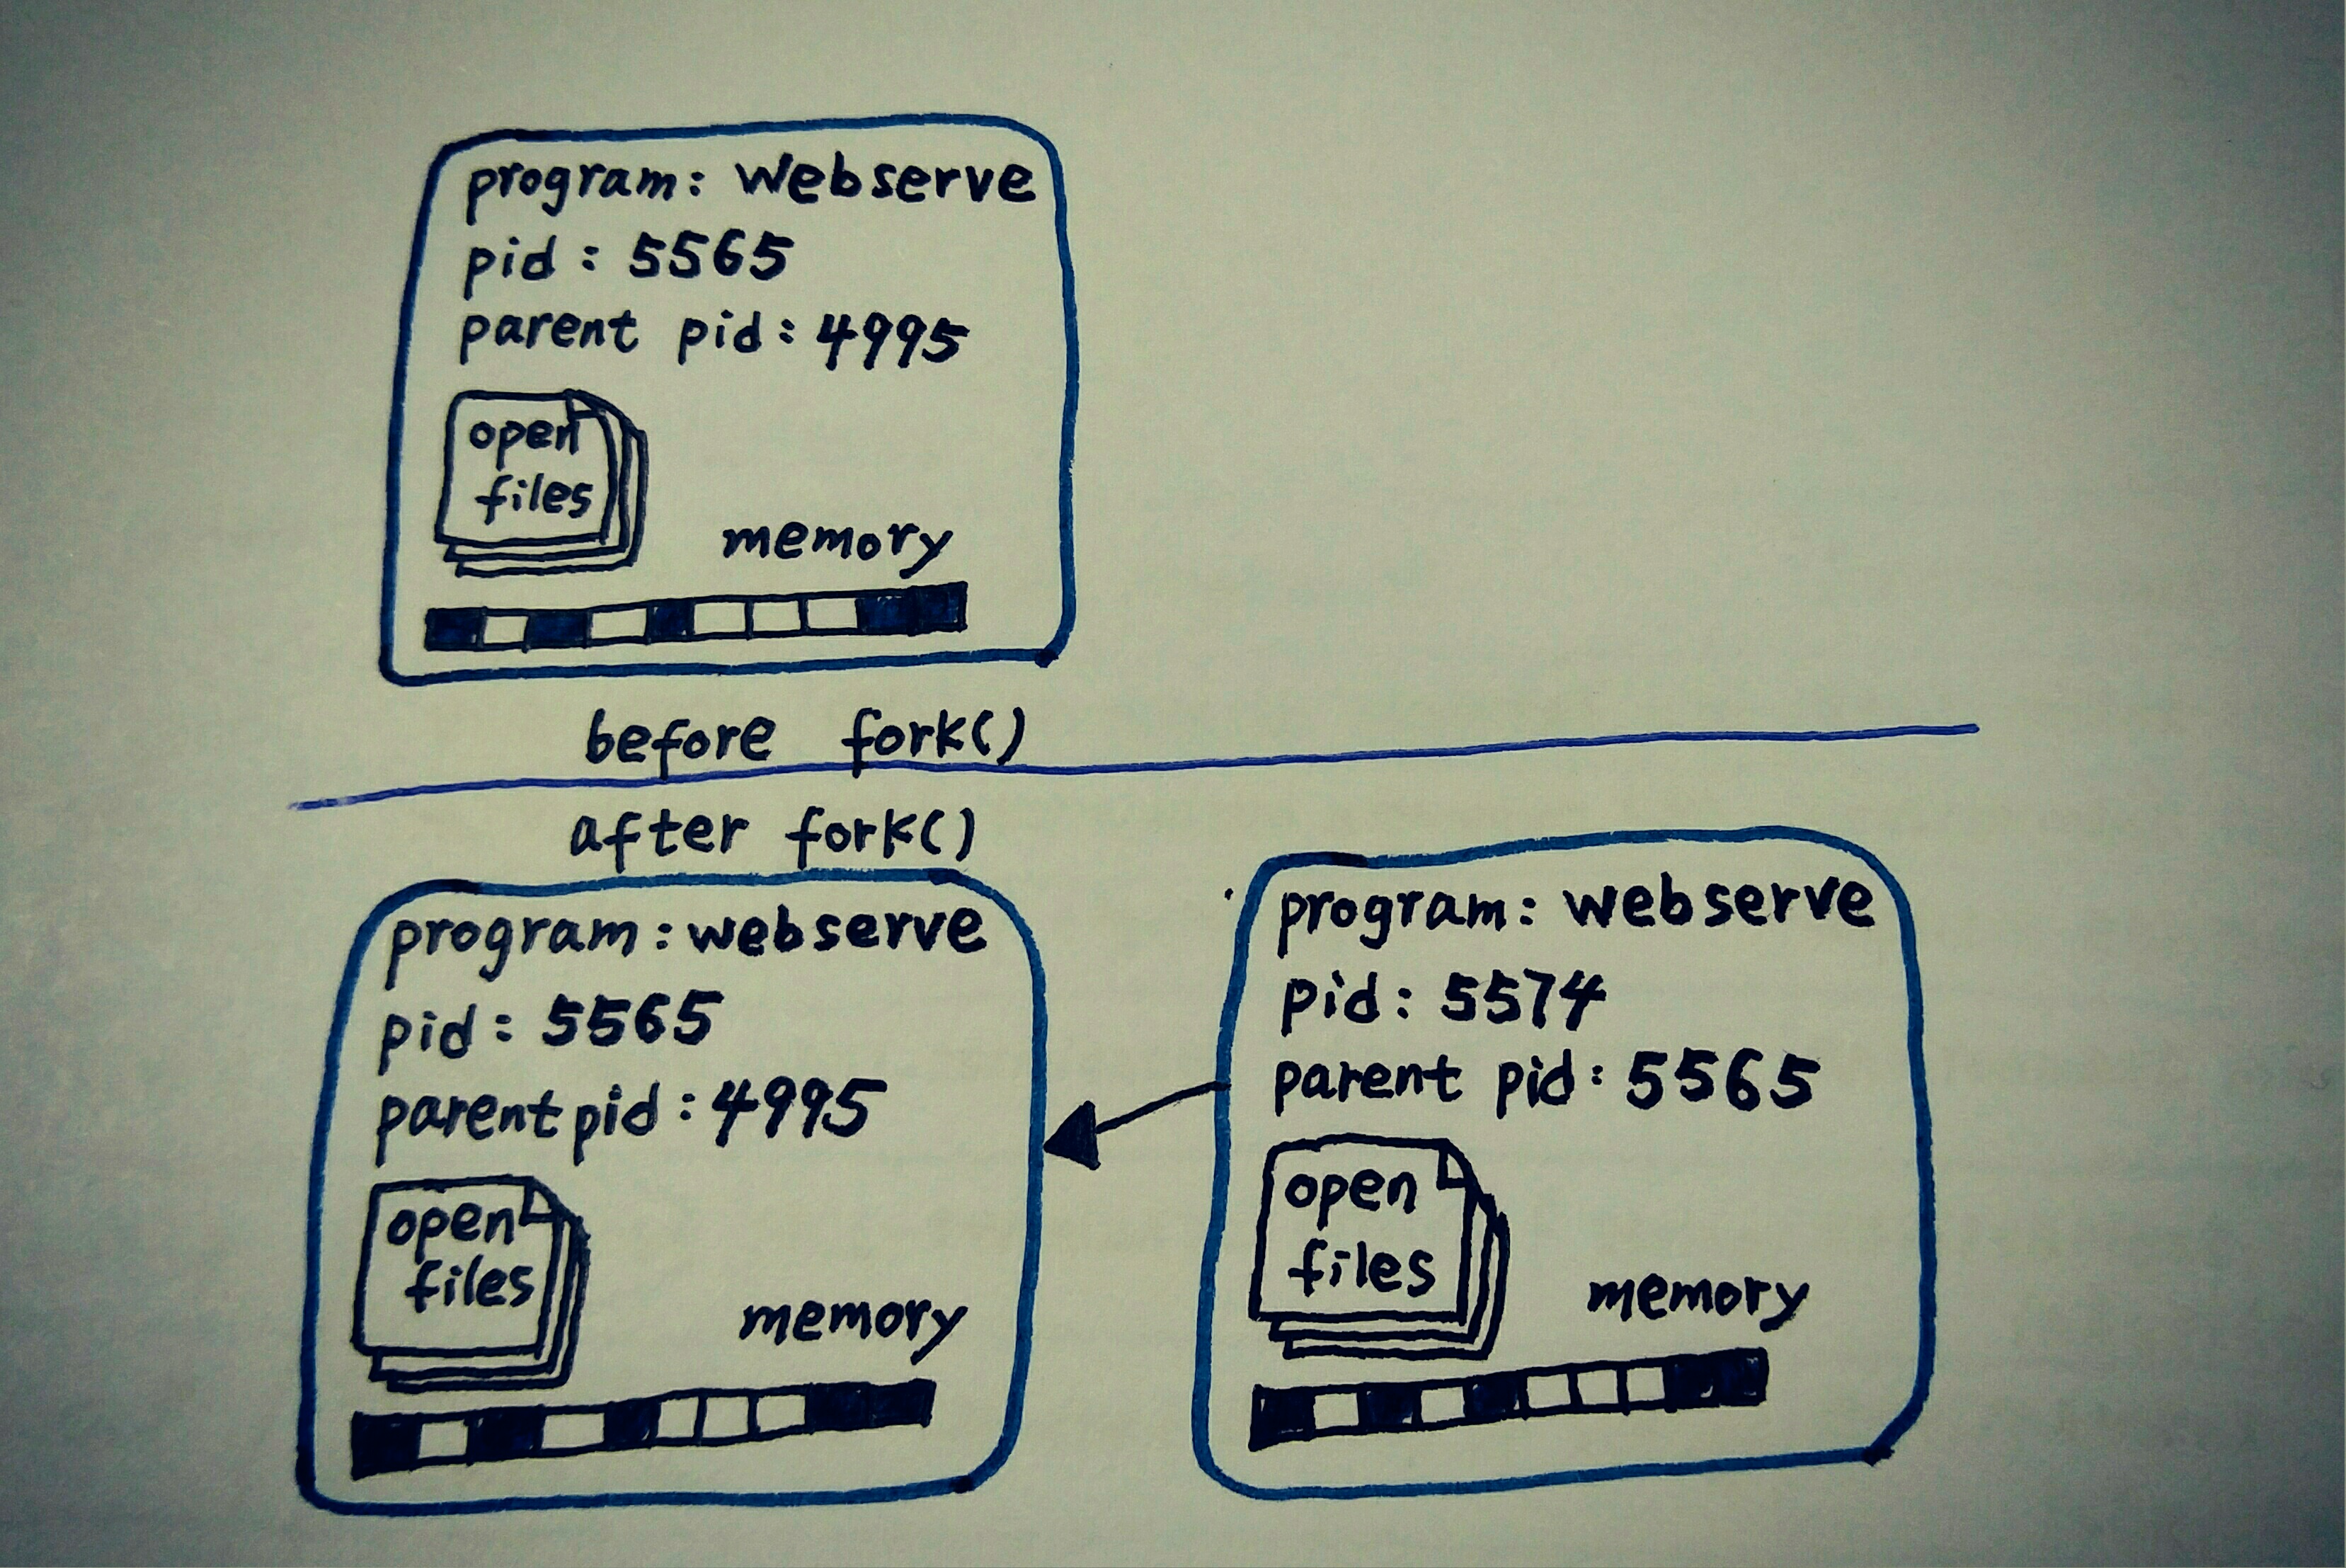 program: webserve
pid: 5565
parent pid: 4995
open
files
memory
before fork()
after fork()
program: webserve
pid: 5565
parent pid: 4995
open
files
memory
program: webserve
pid: 5574
parent pid: 5565
open
files
memory